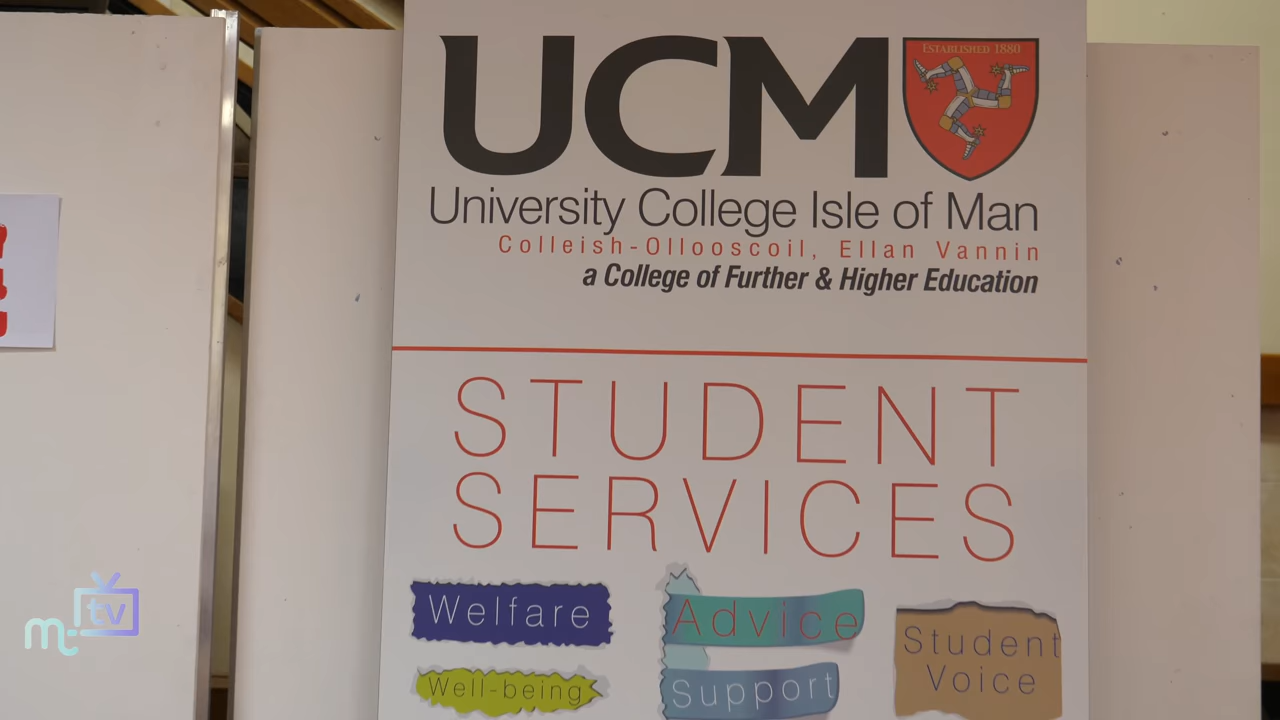 UCM
ESTABLISHED 1880
University College Isle of Man
Colleish-Ollooscoil, Ellan Vannin
a College of Further & Higher Education
STUDENT
SERVICES
Welfare
Advice
Student
Voice
Well-being
Support
m:tv